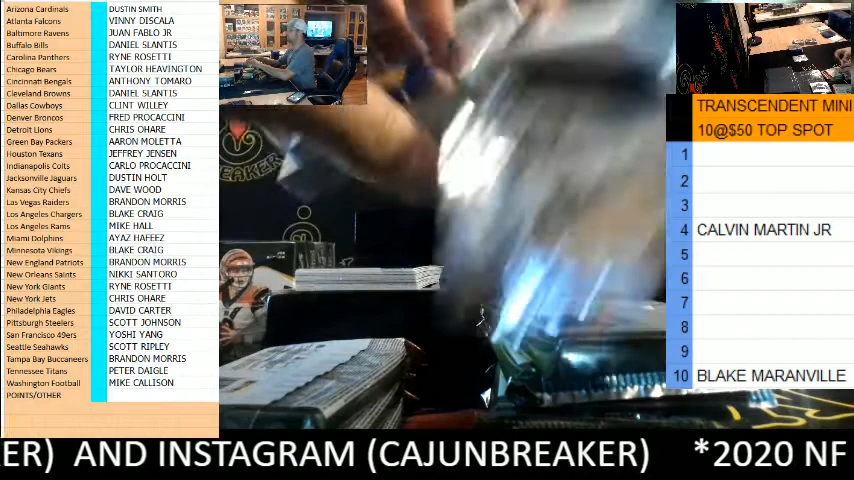 Arizona Cardinals DUSTIN SMITH
Atlanta Falcons VINNY DISCALA
Baltimore Ravens JUAN FABLO JR
Buffalo Bills DANIEL SLANTIS
Carolina Panthers RYNE ROSETTI
Chicago Bears TAYLOR HEAVINGTON
Cincinnati Bengals ANTHONY TOMARO
Cleveland Browns DANIEL SLANTIS
Dallas Cowboys CLINT WILLEY
Denver Broncos FRED PROCACCINI
Detroit Lions CHRIS OHARE
Green Bay Packers AARON MOLETTA
Houston Texans JEFFREY JENSEN
Indianapolis Colts CARLO PROCACCINI
Jacksonville Jaguars DUSTIN HOLT
Kansas City Chiefs DAVE WOOD
Las Vegas Raiders BRANDON MORRIS
Los Angeles Chargers BLAKE CRAIG
Los Angeles Rams MIKE HALL
Miami Dolphins AYAZ HAFEEZ
Minnesota Vikings BLAKE CRAIG
New England Patriots BRANDON MORRIS
New Orleans Saints NIKKI SANTORO
New York Giants RYNE ROSETTI
New York Jets CHRIS OHARE
Philadelphia Eagles DAVID CARTER
Pittsburgh Steelers SCOTT JOHNSON
San Francisco 49ers YOSHI YANG
Seattle Seahawks SCOTT RIPLEY
Tampa Bay Buccaneers BRANDON MORRIS
Tennessee Titans PETER DAIGLE
Washington Football MIKE CALLISON
POINTS/OTHER
TRANSCENDENT MINI
10@$50 TOP SPOT
1
2
3
4 CALVIN MARTIN JR
5
6
7
8
9
10 BLAKE MARANVILLE
ER) AND INSTAGRAM (CAJUNBREAKER) *2020 NF